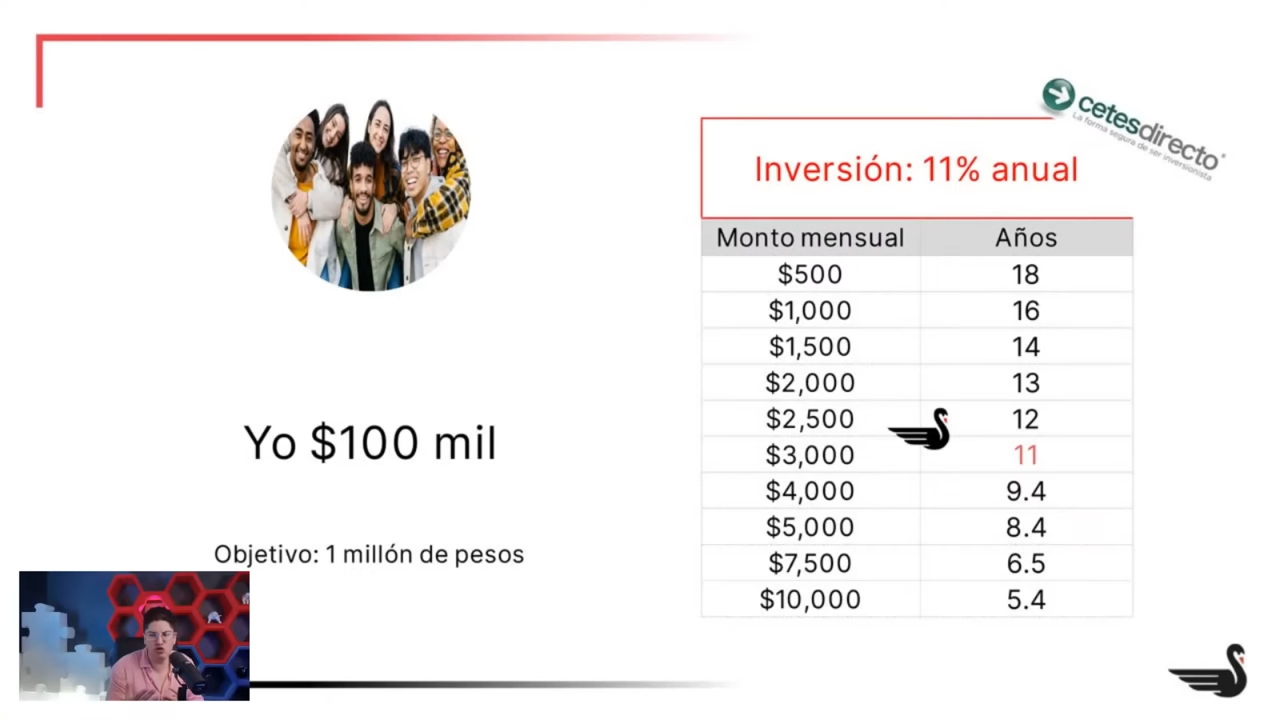 cetesdirecto
La forma segura de ser inversionista
Inversión: 11% anual
Monto mensual Años
$500 18
$1,000 16
$1,500 14
$2,000 13
$2,500 12
$3,000 11
$4,000 9.4
$5,000 8.4
$7,500 6.5
$10,000 5.4
Yo $100 mil
Objetivo: 1 millón de pesos